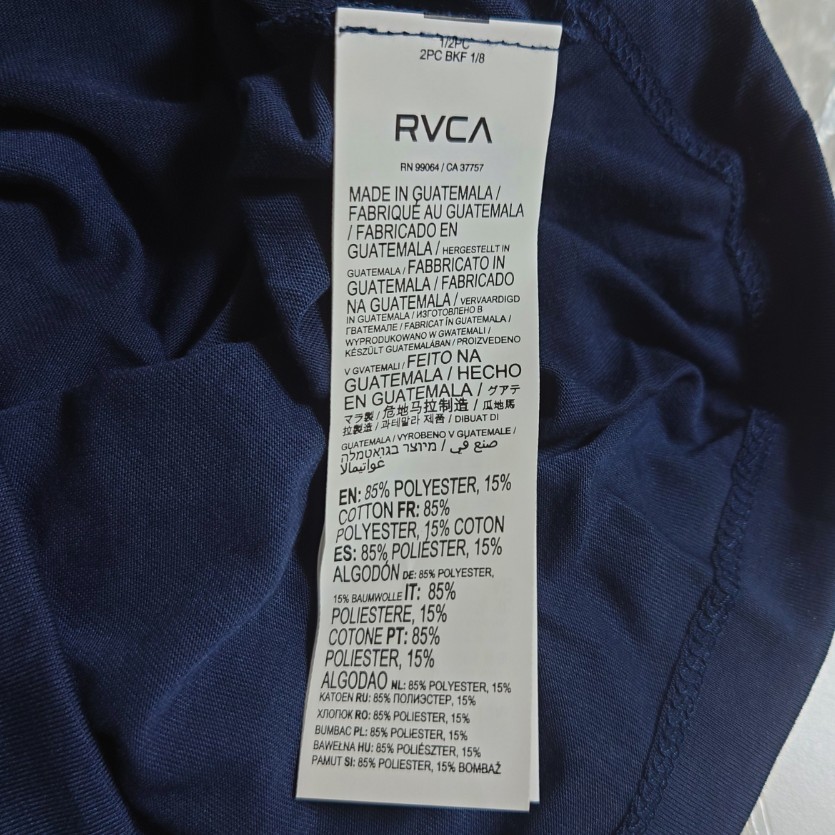 1/2PC
2PC BKF 1/8
RVCA
RN 99064 / CA 37757
MADE IN GUATEMALA /
FABRIQUÉ AU GUATEMALA
/ FABRICADO EN
GUATEMALA / HERGESTELLT IN
GUATEMALA / FABBRICATO IN
GUATEMALA / FABRICADO
NA GUATEMALA / VERVAARDIGD
IN GUATEMALA / ИЗГОТОВЛЕНО В
ГВАТЕМАЛЕ / FABRICAT ÎN GUATEMALA /
WYPRODUKOWANO W GWATEMALI /
KÉSZÜLT GUATEMALÁBAN / PROIZVEDENO
V GVATEMALI / FEITO NA
GUATEMALA / HECHO
EN GUATEMALA / グアテ
マラ製 / 危地马拉制造 / 瓜地馬
拉製造 / 과테말라 제품 / DIBUAT DI
GUATEMALA / VYROBENO V GUATEMALE /
صنع في / מיוצר בגואטמלה
غواتيمالا
EN: 85% POLYESTER, 15%
COTTON FR: 85%
POLYESTER, 15% COTON
ES: 85% POLIÉSTER, 15%
ALGODÓN DE: 85% POLYESTER,
15% BAUMWOLLE IT: 85%
POLIESTERE, 15%
COTONE PT: 85%
POLIÉSTER, 15%
ALGODAO NL: 85% POLYESTER, 15%
KATOEN RU: 85% ПОЛИЭСТЕР, 15%
ХЛОПОК RO: 85% POLIESTER, 15%
BUMBAC PL: 85% POLIESTER, 15%
BAWEŁNA HU: 85% POLIÉSZTER, 15%
PAMUT SI: 85% POLIESTER, 15% BOMBAŽ